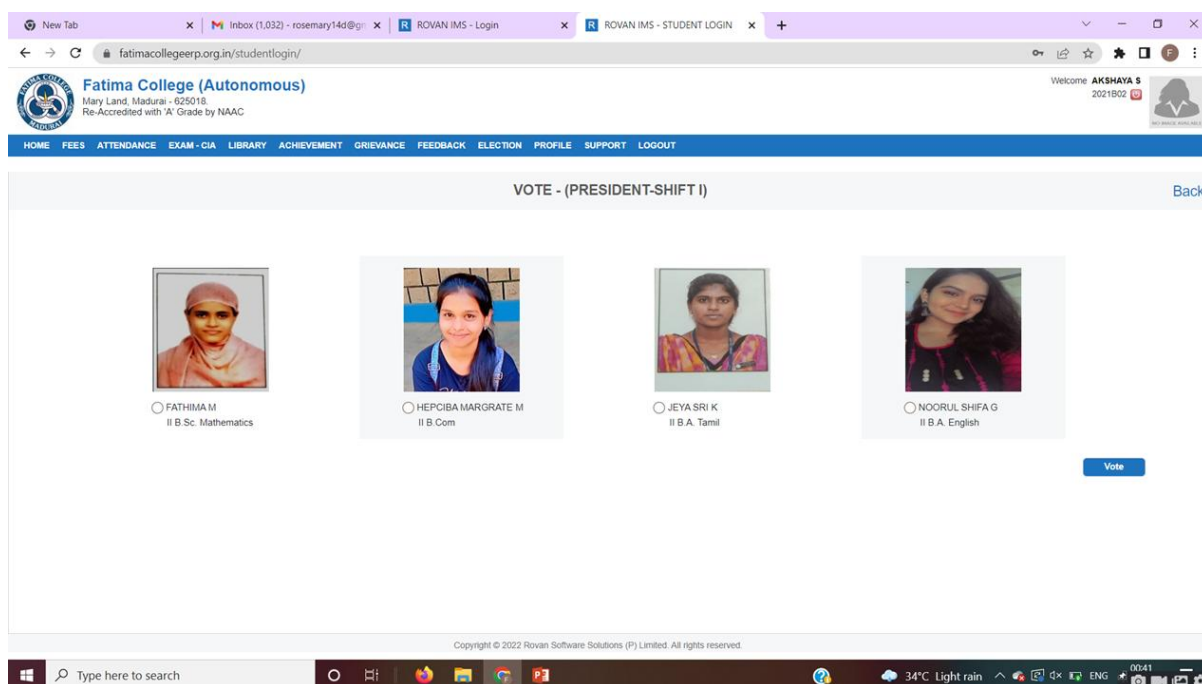 New Tab
Inbox (1,032) - rosemary14d@gm
ROVAN IMS - Login
ROVAN IMS - STUDENT LOGIN
fatimacollegeerp.org.in/studentlogin/
Fatima College (Autonomous)
Mary Land, Madurai - 625018.
Re-Accredited with 'A' Grade by NAAC
Welcome AKSHAYA S
2021B02
NO IMAGE AVAILABLE
HOME FEES ATTENDANCE EXAM - CIA LIBRARY ACHIEVEMENT GRIEVANCE FEEDBACK ELECTION PROFILE SUPPORT LOGOUT
VOTE - (PRESIDENT-SHIFT I)
Back
FATHIMA M
II B.Sc. Mathematics
HEPCIBA MARGRATE M
II B.Com
JEYA SRI K
II B.A. Tamil
NOORUL SHIFA G
II B.A. English
Vote
Copyright © 2022 Rovan Software Solutions (P) Limited. All rights reserved.
Type here to search
34°C Light rain
ENG
00:41